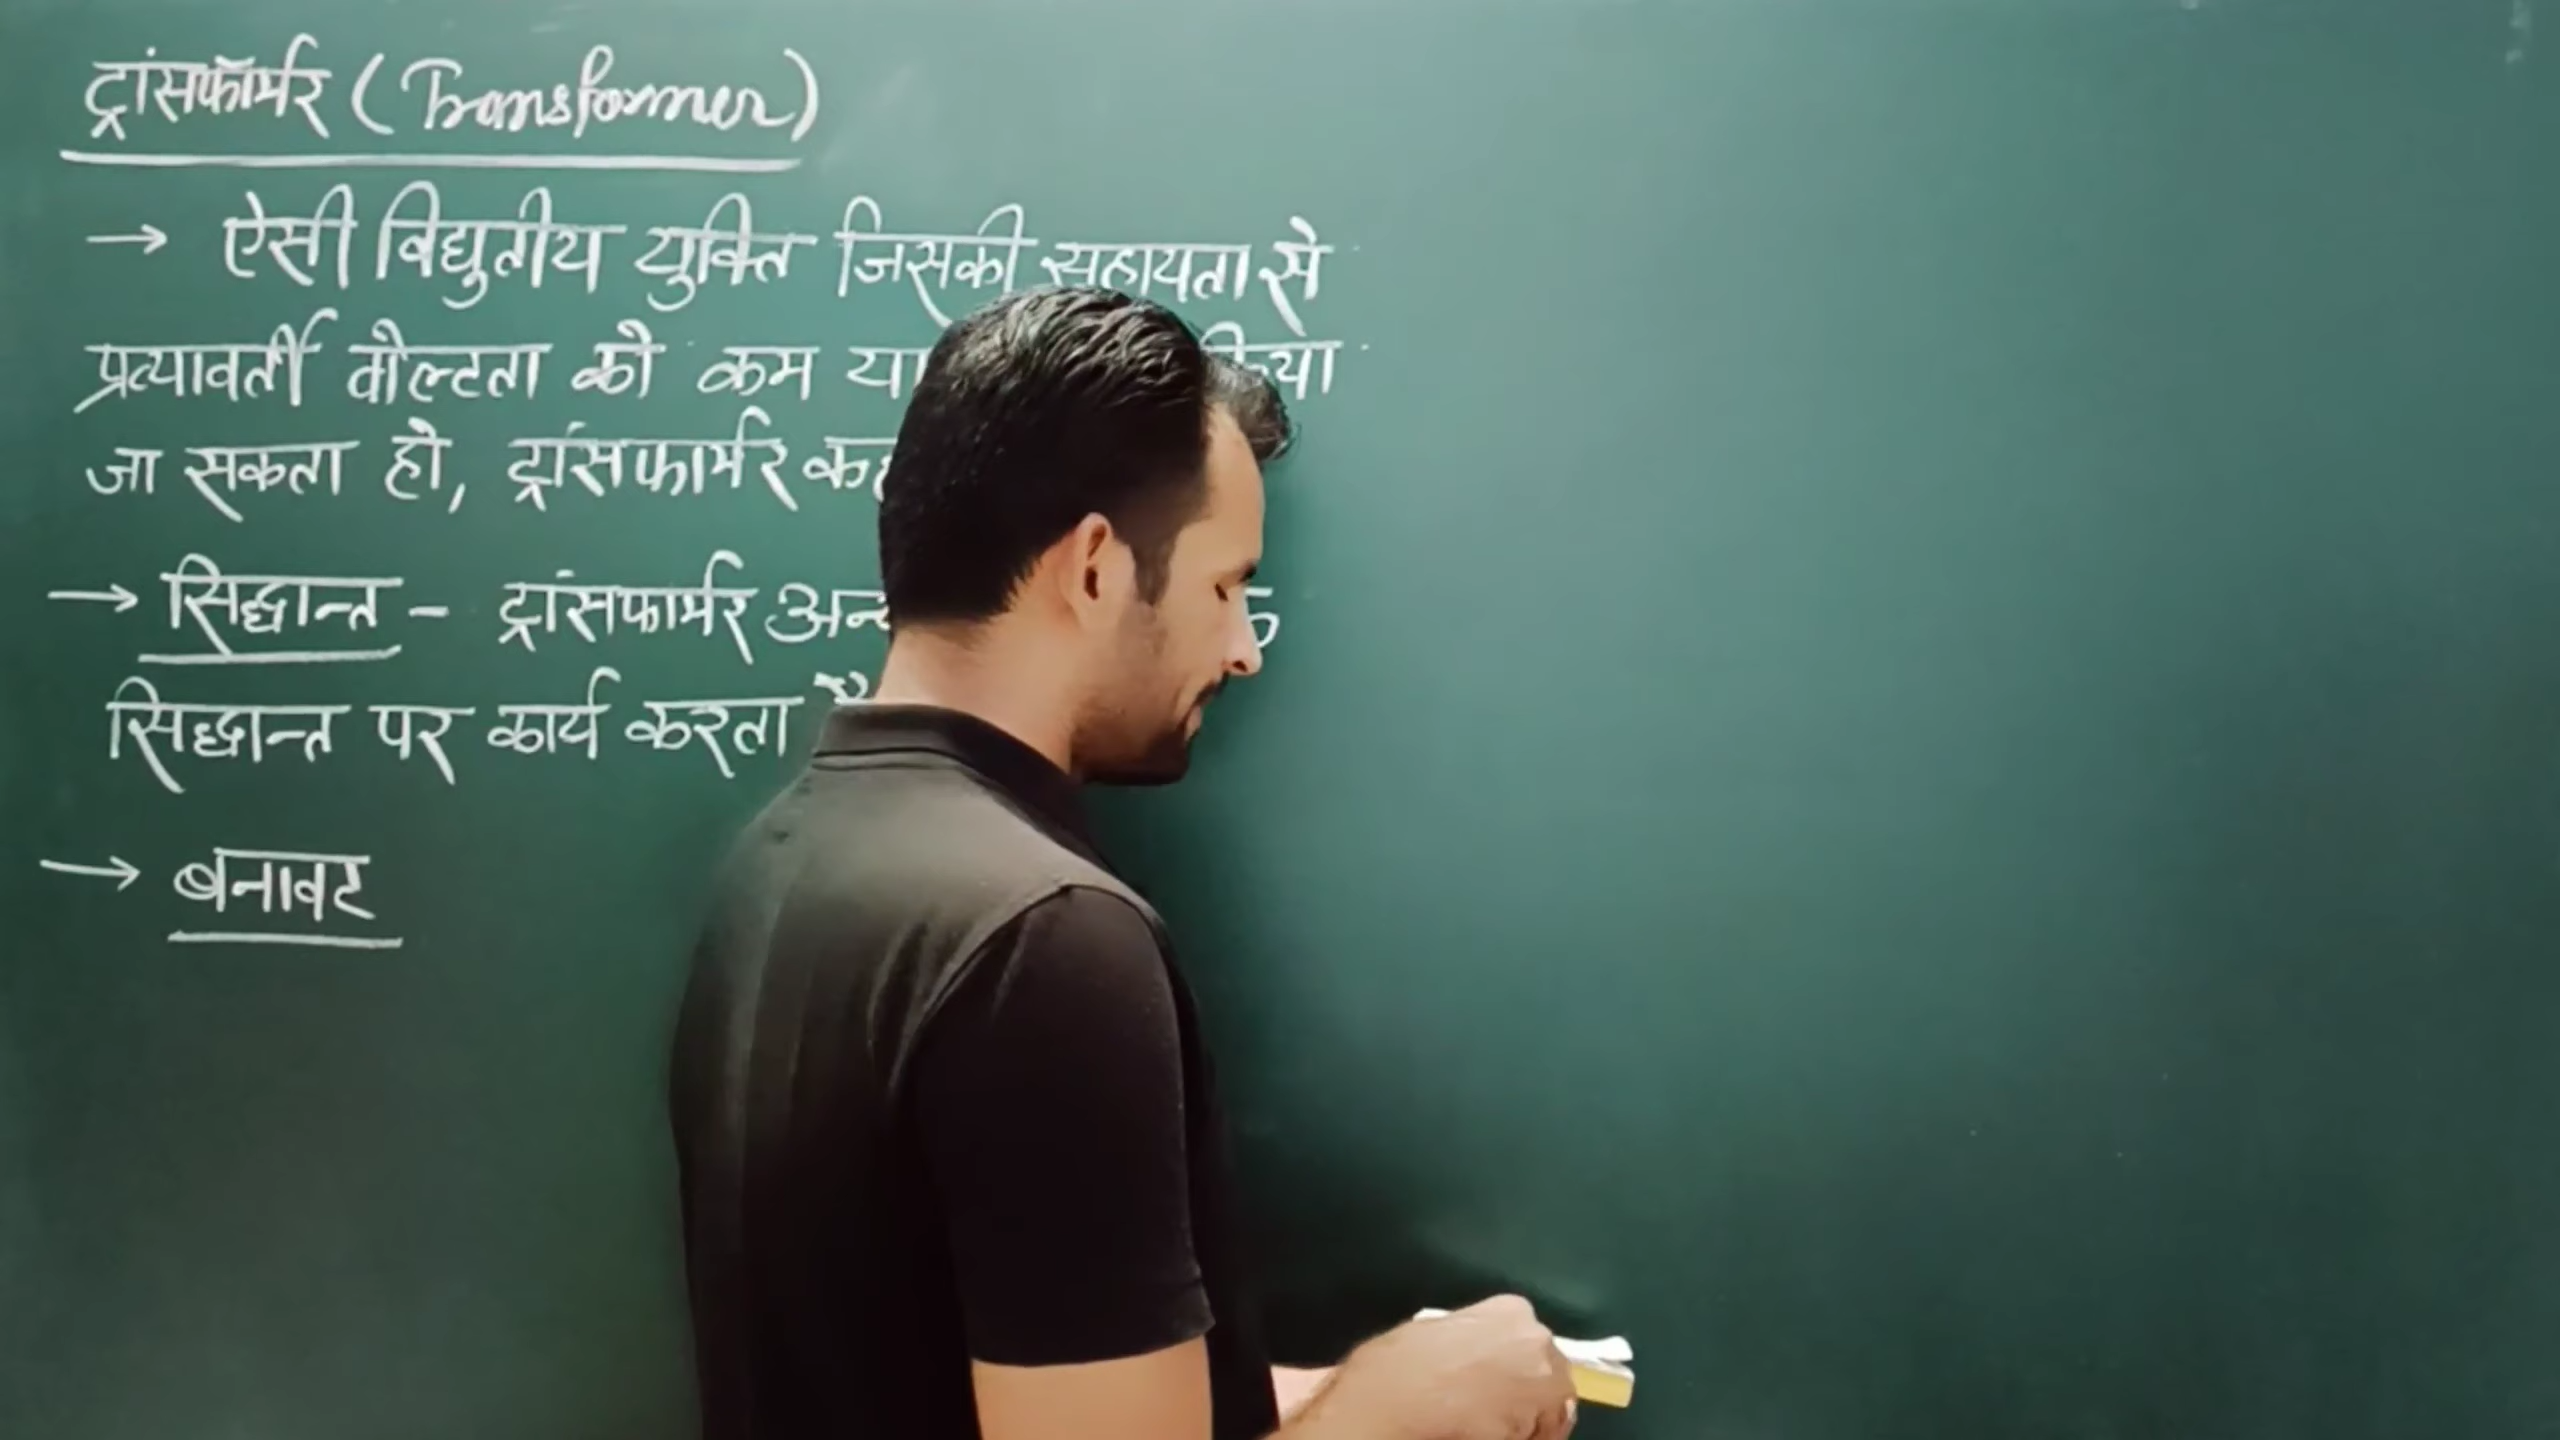 ट्रांसफॉर्मर (Transformer)
→ ऐसी विद्युतीय युक्ति जिसकी सहायता से
प्रत्यावर्ती वोल्टता को कम या
जा सकता हो, ट्रांसफार्मर
→ सिद्धान्त - ट्रांसफार्मर
सिद्धान्त पर कार्य करता
→ बनावट